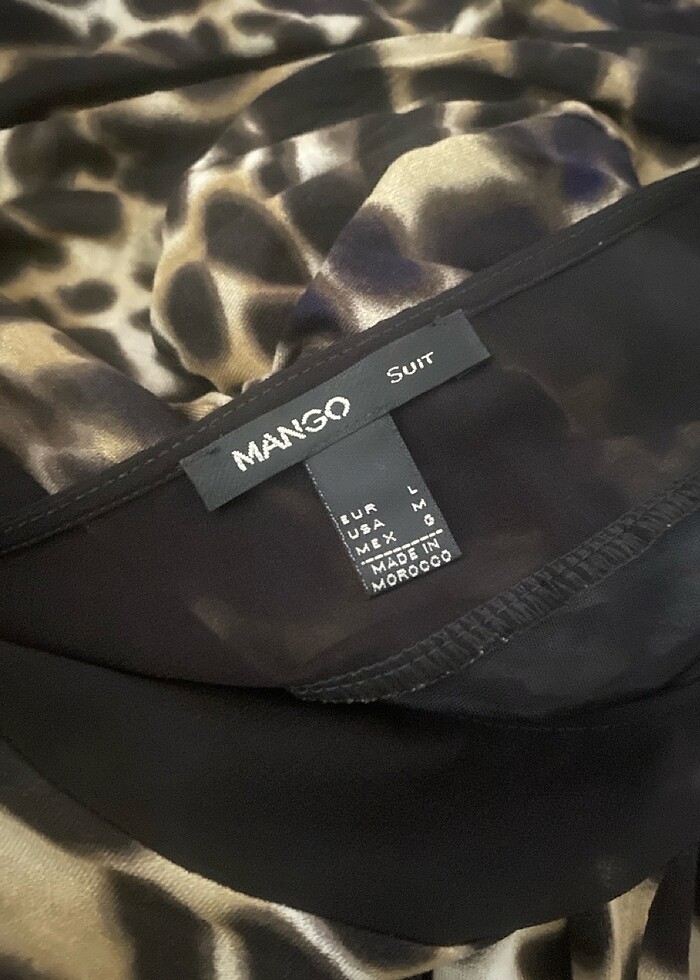 MANGO SUIT
EUR L
USA M
MEX G
MADE IN
MOROCCO